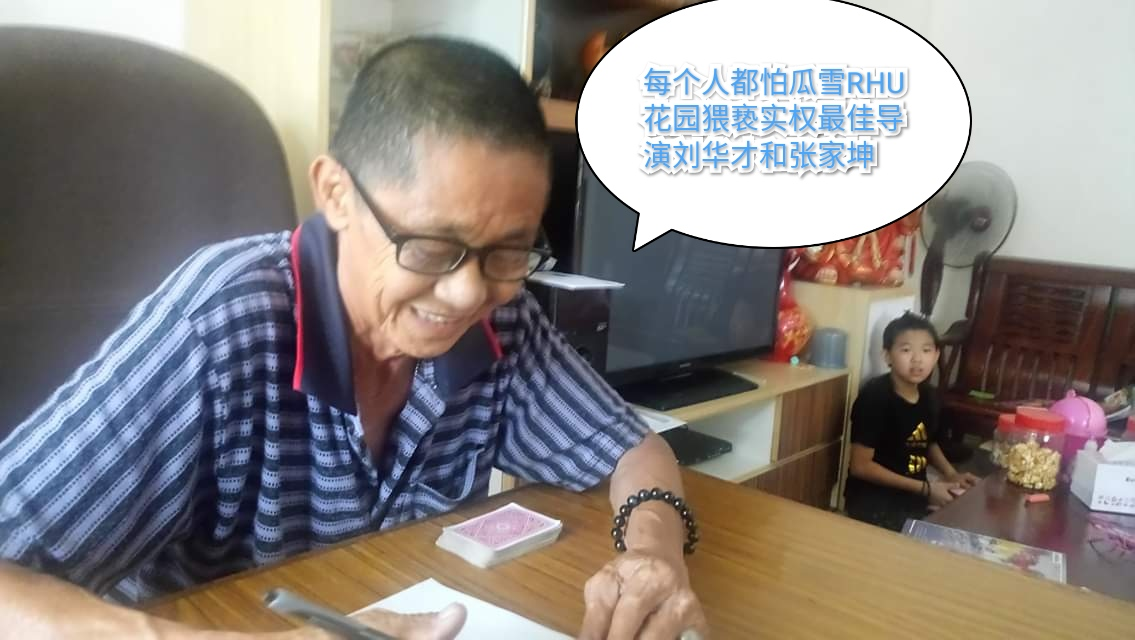 每个人都怕瓜雪RHU
花园猥亵实权最佳导
演刘华才和张家坤